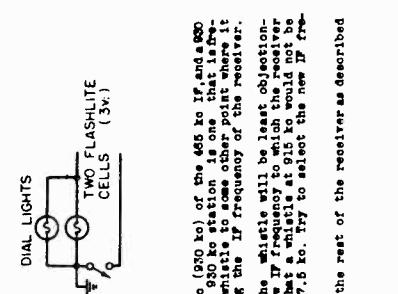 DIAL LIGHTS
TWO FLASHLITE
CELLS (3v.)
(930 kc) of the 465 kc IF, and a 930
930 kc station is one that is fre-
whistle to some other point where it
the IF frequency of the receiver.
whistle will be least objection-
IF frequency to which the receiver
hat a whistle at 915 kc would not be
7.5 kc. Try to select the new IF fre-
the rest of the receiver as described